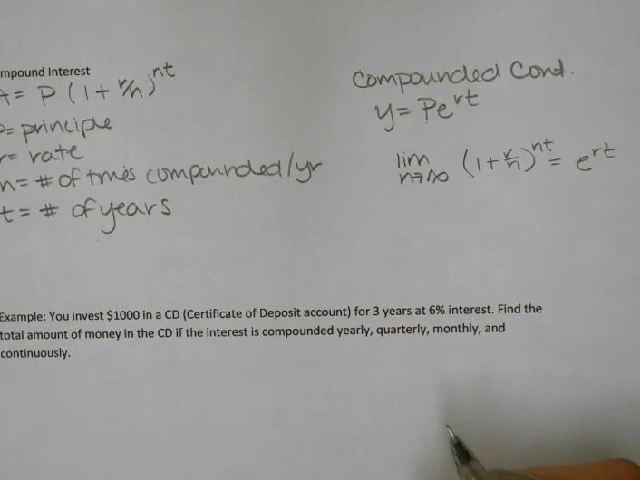 mpound Interest
A = P (1 + r/n)^nt
P = principle
r = rate
n = # of times compounded/yr
t = # of years
Compounded Cont.
y = Pe^rt
lim n→∞ (1 + r/n)^nt = e^rt
Example: You invest $1000 in a CD (Certificate of Deposit account) for 3 years at 6% interest. Find the
total amount of money in the CD if the interest is compounded yearly, quarterly, monthly, and
continuously.